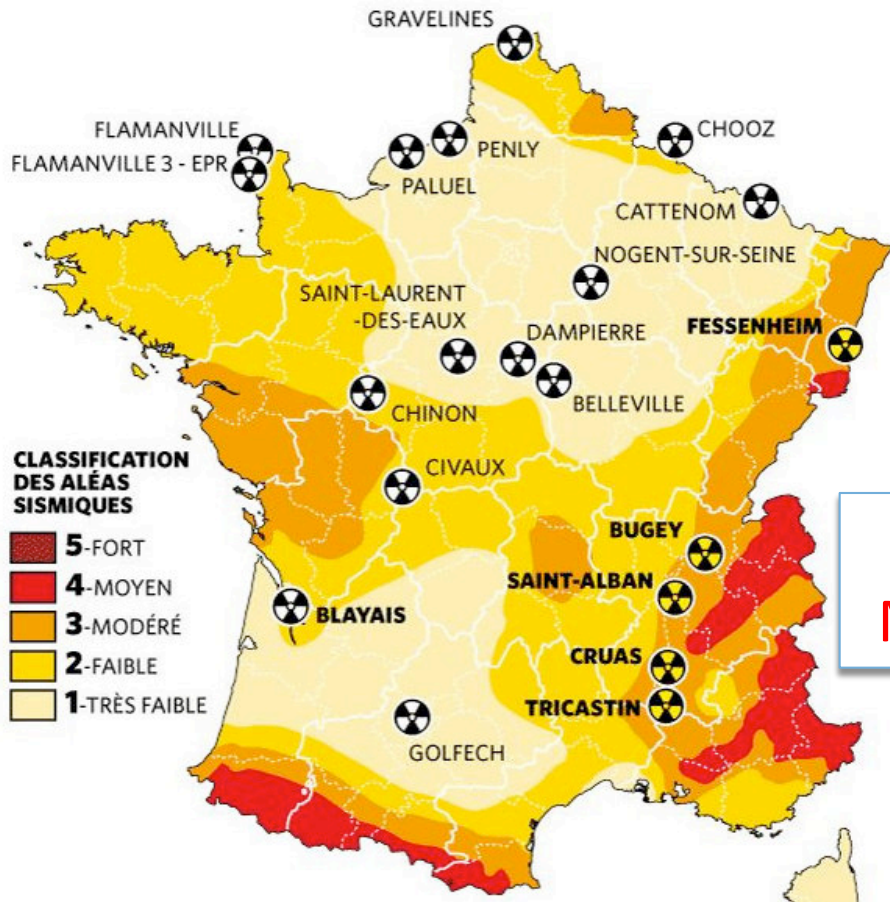 GRAVELINES
FLAMANVILLE
FLAMANVILLE 3 - EPR
PENLY
PALUEL
CHOOZ
CATTENOM
NOGENT-SUR-SEINE
SAINT-LAURENT
-DES-EAUX
DAMPIERRE
FESSENHEIM
BELLEVILLE
CHINON
CIVAUX
CLASSIFICATION
DES ALÉAS
SISMIQUES
5-FORT
4-MOYEN
3-MODÉRÉ
2-FAIBLE
1-TRÈS FAIBLE
BUGEY
SAINT-ALBAN
BLAYAIS
CRUAS
TRICASTIN
GOLFECH